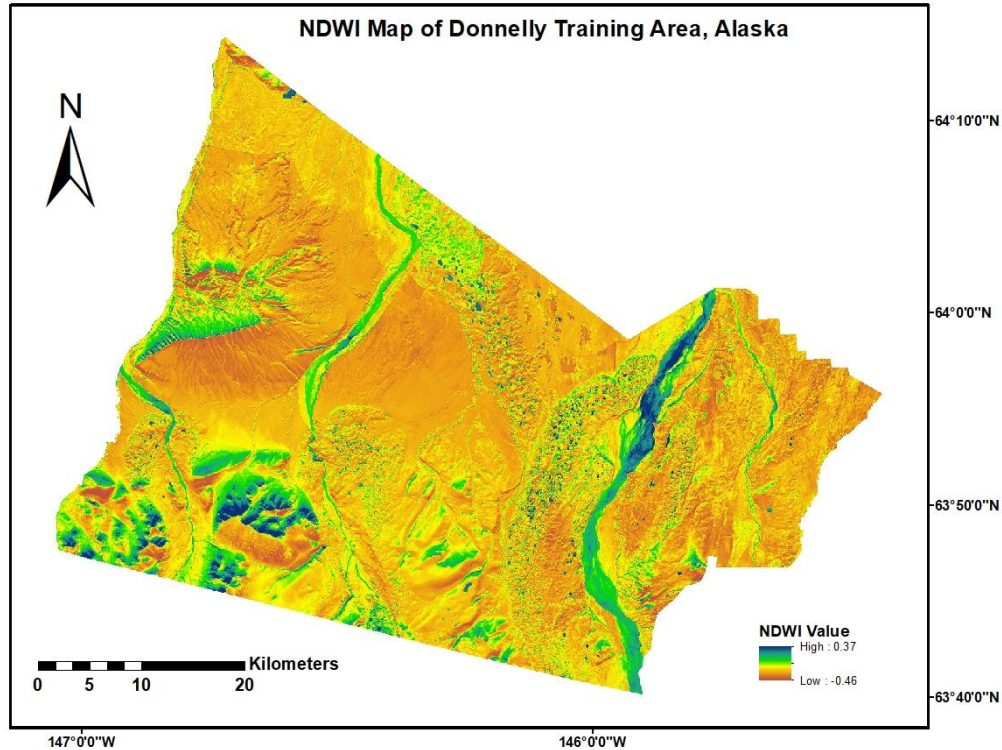 NDWI Map of Donnelly Training Area, Alaska
N
64°10'0"N
64°0'0"N
63°50'0"N
63°40'0"N
NDWI Value
High : 0.37
Low : -0.46
Kilometers
0 5 10 20
147°0'0"W 146°0'0"W